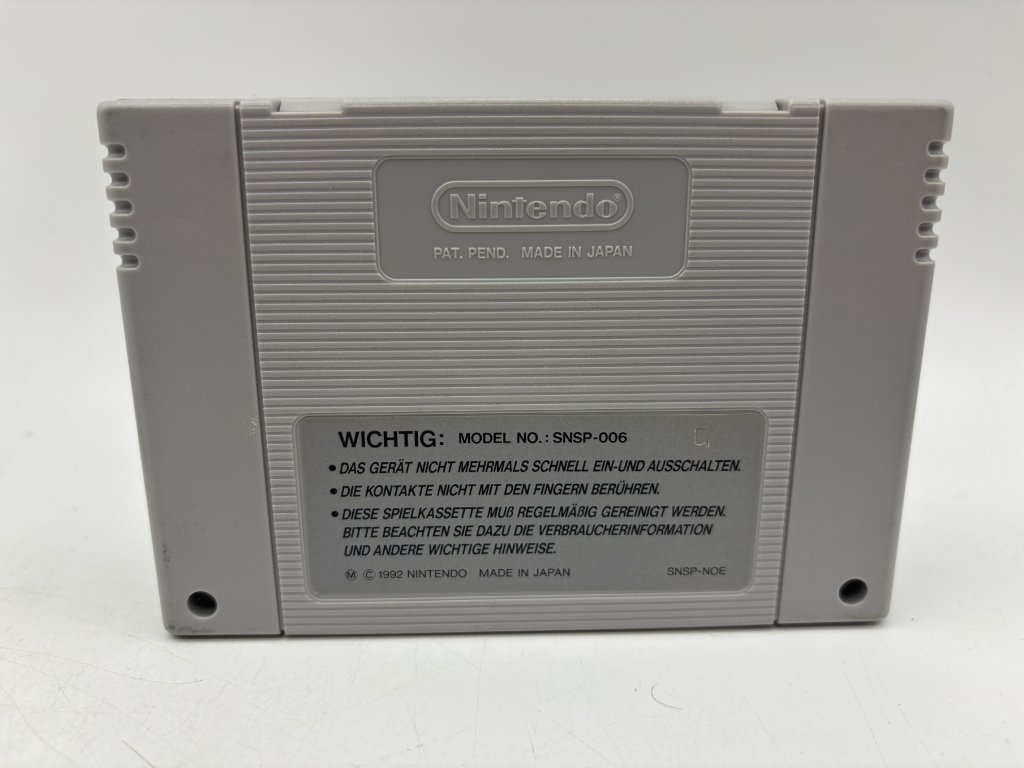 Nintendo®
PAT. PEND. MADE IN JAPAN
WICHTIG: MODEL NO.: SNSP-006
• DAS GERÄT NICHT MEHRMALS SCHNELL EIN-UND AUSSCHALTEN.
• DIE KONTAKTE NICHT MIT DEN FINGERN BERÜHREN.
• DIESE SPIELKASSETTE MUß REGELMÄßIG GEREINIGT WERDEN.
BITTE BEACHTEN SIE DAZU DIE VERBRAUCHERINFORMATION
UND ANDERE WICHTIGE HINWEISE.
Ⓜ © 1992 NINTENDO MADE IN JAPAN SNSP-NOE